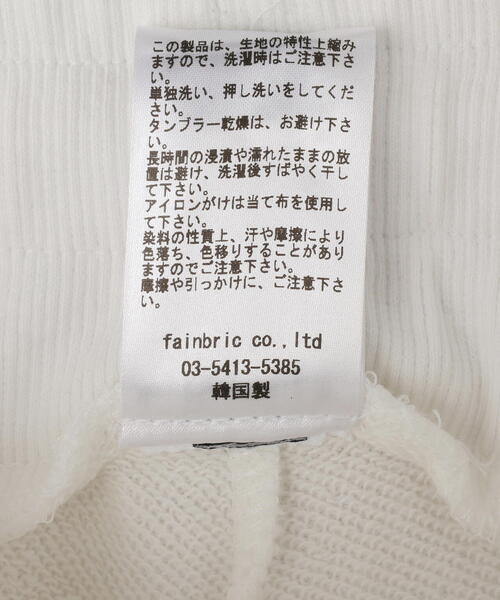 この製品は、生地の特性上縮み
ますので、洗濯時はご注意下さ
い。
単独洗い、押し洗いをしてくだ
さい。
タンブラー乾燥は、お避け下さ
い。
長時間の浸漬や濡れたままの放
置は避け、洗濯後すばやく干し
て下さい。
アイロンがけは当て布を使用し
て下さい。
染料の性質上、汗や摩擦により
色落ち、色移りすることがあり
ますのでご注意下さい。
摩擦や引っかけに、ご注意下さ
い。
fainbric co.,ltd
03-5413-5385
韓国製